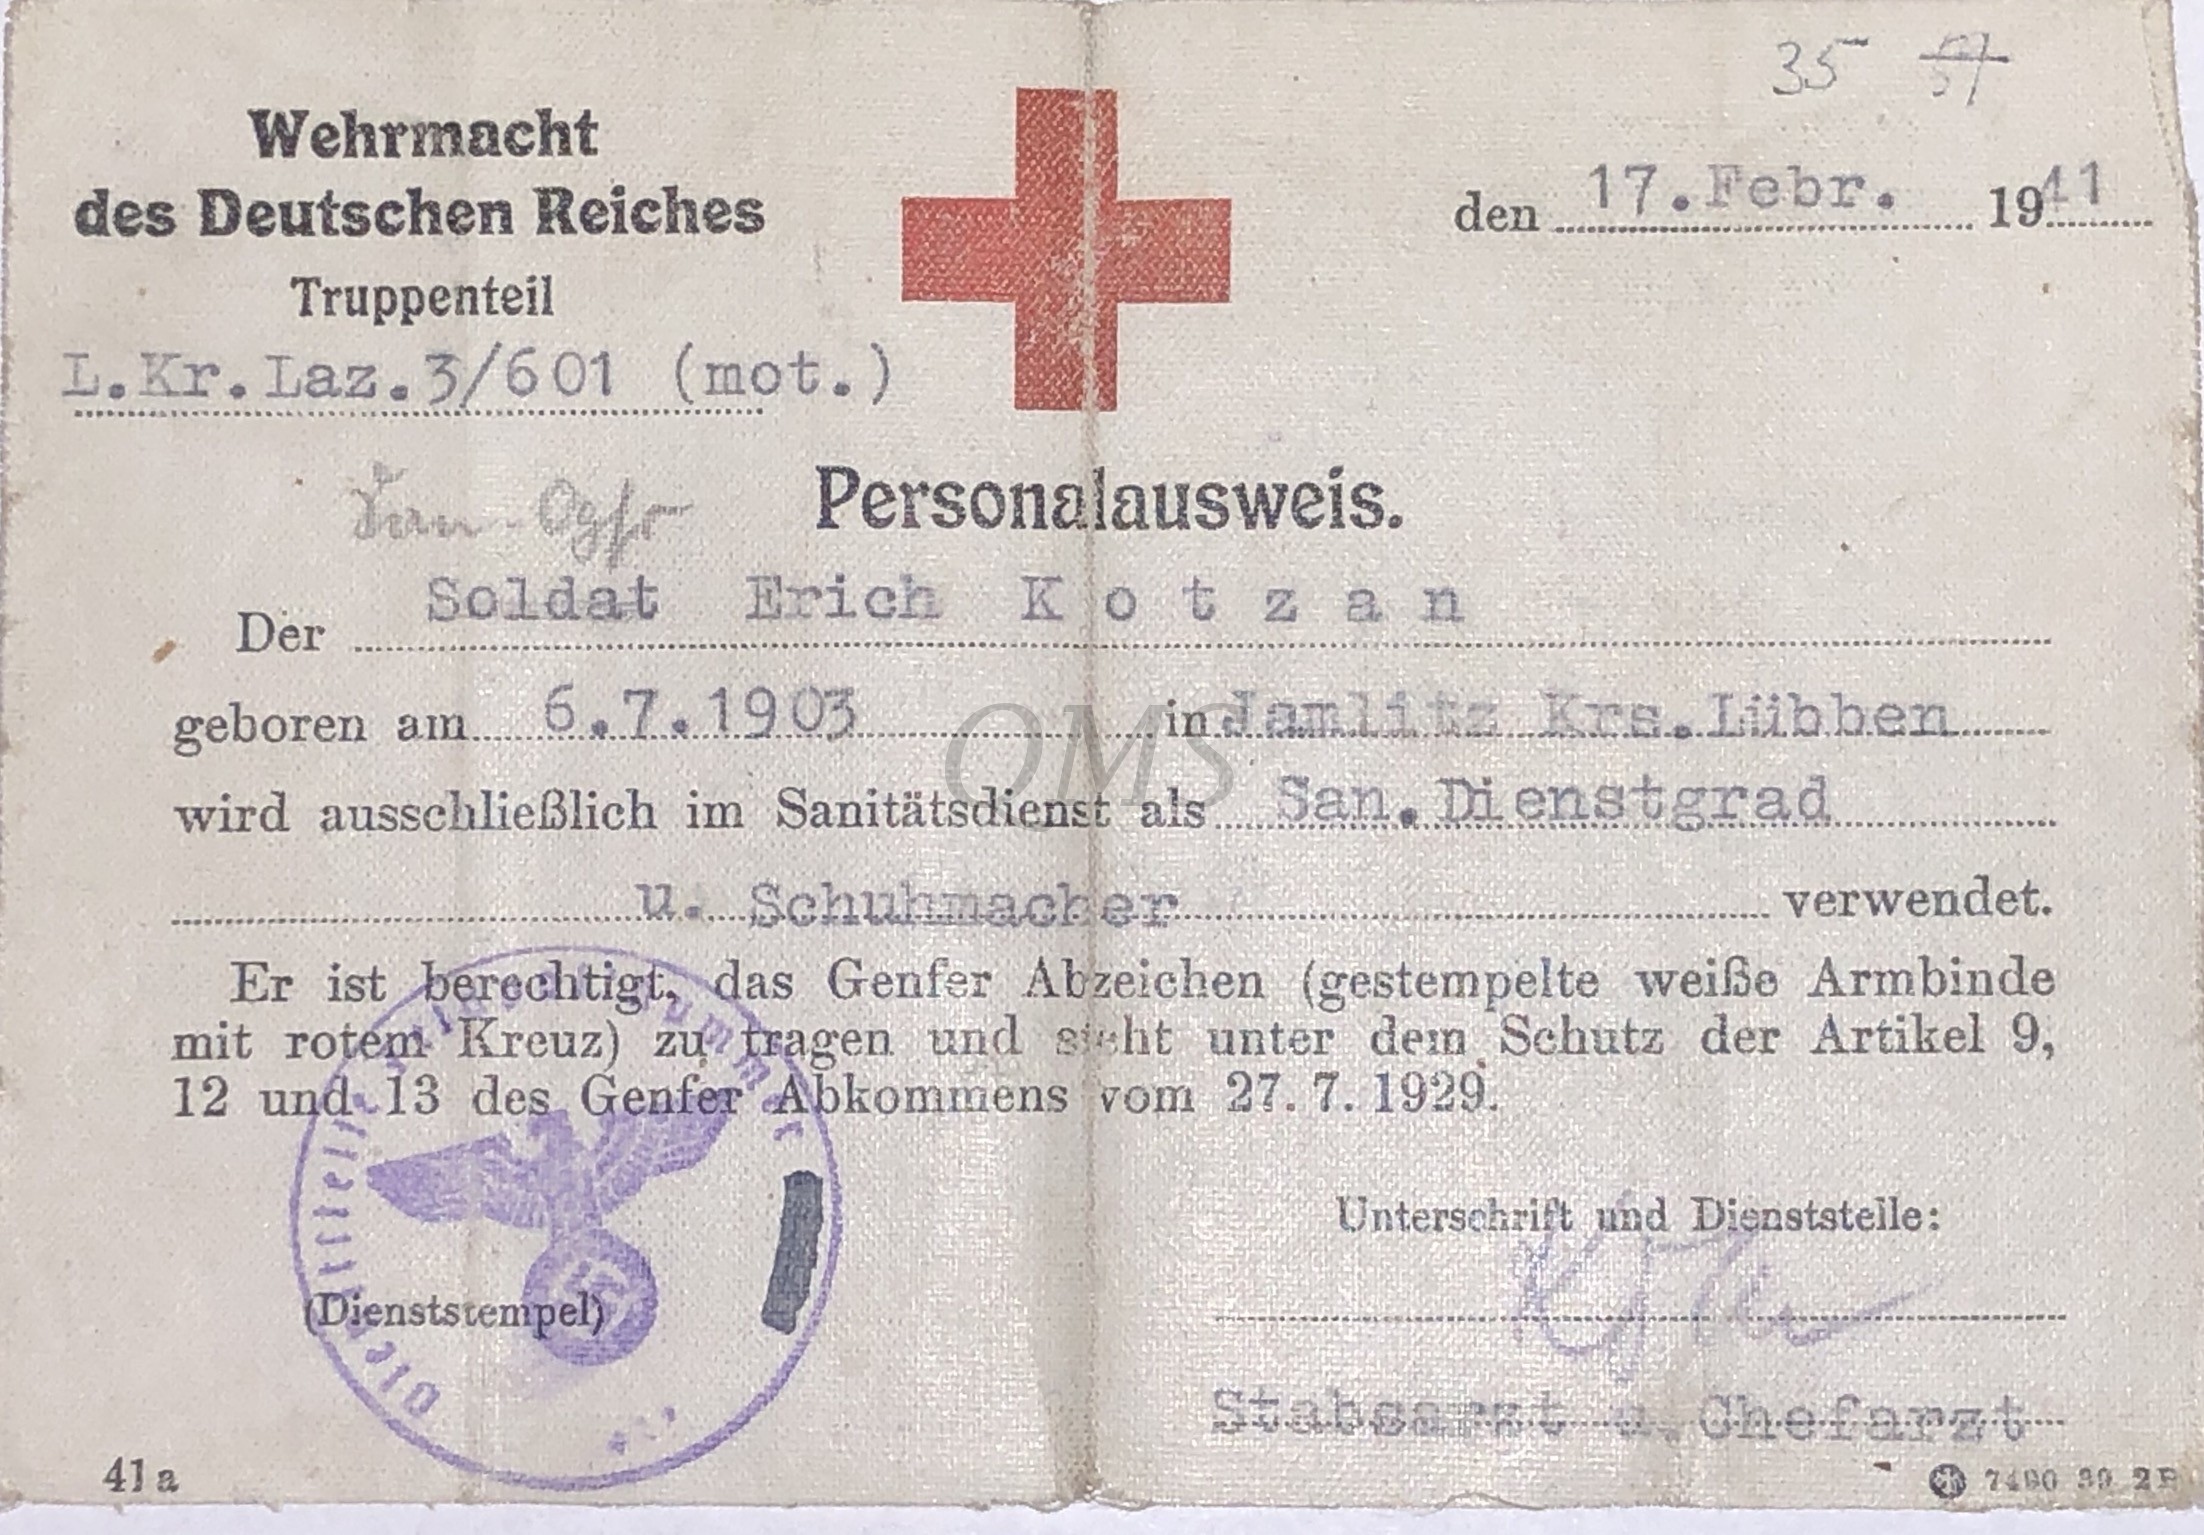 35 57
Wehrmacht
des Deutschen Reiches
den 17.Febr. 1941
Truppenteil
L.Kr.Laz.3/601 (mot.)
San-Ogfr
Personalausweis.
Der Soldat Erich Kotzan
geboren am 6.7.1903 in Jamlitz Krs.Lübben
OMS
wird ausschließlich im Sanitätsdienst als San.Dienstgrad
u. Schuhmacher verwendet.
Er ist berechtigt, das Genfer Abzeichen (gestempelte weiße Armbinde
mit rotem Kreuz) zu tragen und steht unter dem Schutz der Artikel 9,
12 und 13 des Genfer Abkommens vom 27. 7. 1929.
Unterschrift und Dienststelle:
(Dienststempel)
Stabsarzt u. Chefarzt
41a